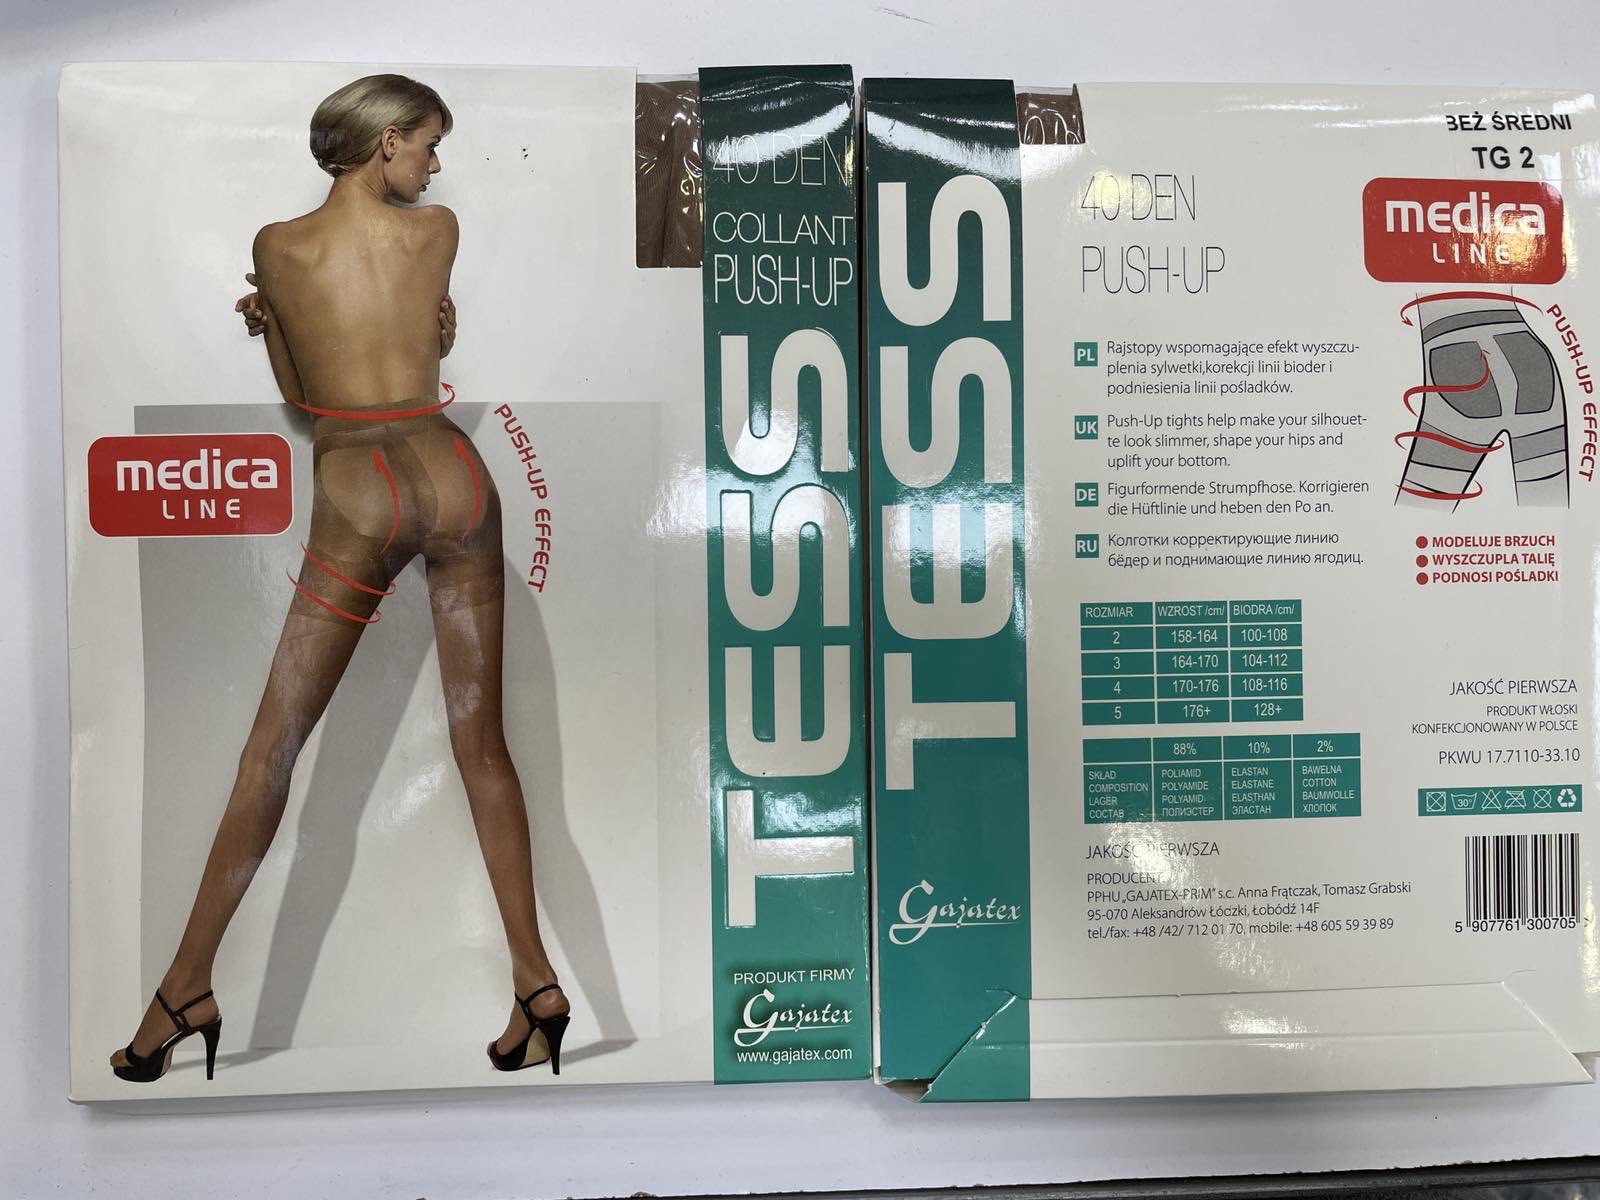 medica
LINE
PUSH-UP EFFECT
40 DEN
COLLANT
PUSH-UP
TESS
PRODUKT FIRMY
Gajatex
www.gajatex.com
TESS
Gajatex
BEŻ ŚREDNI
TG 2
40 DEN
PUSH-UP
medica
LINE
PUSH-UP EFFECT
PL Rajstopy wspomagające efekt wyszczu-
plenia sylwetki,korekcji linii bioder i
podniesienia linii pośladków.
UK Push-Up tights help make your silhouet-
te look slimmer, shape your hips and
uplift your bottom.
DE Figurformende Strumpfhose. Korrigieren
die Hüftlinie und heben den Po an.
RU Колготки корректирующие линию
бёдер и поднимающие линию ягодиц.
MODELUJE BRZUCH
WYSZCZUPLA TALIĘ
PODNOSI POŚLADKI
ROZMIAR WZROST /cm/ BIODRA /cm/
2 158-164 100-108
3 164-170 104-112
4 170-176 108-116
5 176+ 128+
88% 10% 2%
SKŁAD POLIAMID ELASTAN BAWEŁNA
COMPOSITION POLYAMIDE ELASTANE COTTON
LAGER POLYAMID ELASTHAN BAUMWOLLE
СОСТАВ ПОЛИЭСТЕР ЭЛАСТАН ХЛОПОК
JAKOŚĆ PIERWSZA
PRODUKT WŁOSKI
KONFEKCJONOWANY W POLSCE
PKWU 17.7110-33.10
30°
JAKOŚĆ PIERWSZA
PRODUCENT
PPHU „GAJATEX-PRIM" s.c. Anna Frątczak, Tomasz Grabski
95-070 Aleksandrów Łódzki, Łobódź 14F
tel./fax: +48 /42/ 712 01 70, mobile: +48 605 59 39 89
5 907761 300705 >